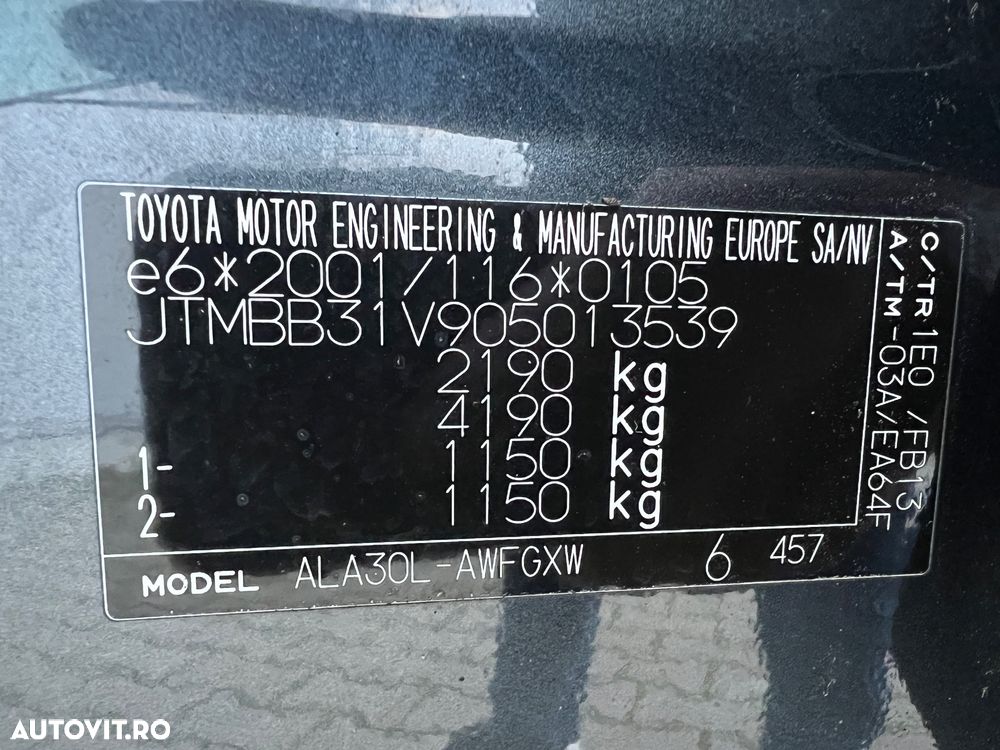 TOYOTA MOTOR ENGINEERING & MANUFACTURING EUROPE SA/NV
e6*2001/116*0105
JTMBB31V905013539
2190 kg
4190 kg
1- 1150 kg
2- 1150 kg
C/TR 1E0 /FB13
A/TM -03A/EA64F
MODEL ALA30L-AWFGXW 6 457
AUTOVIT.RO